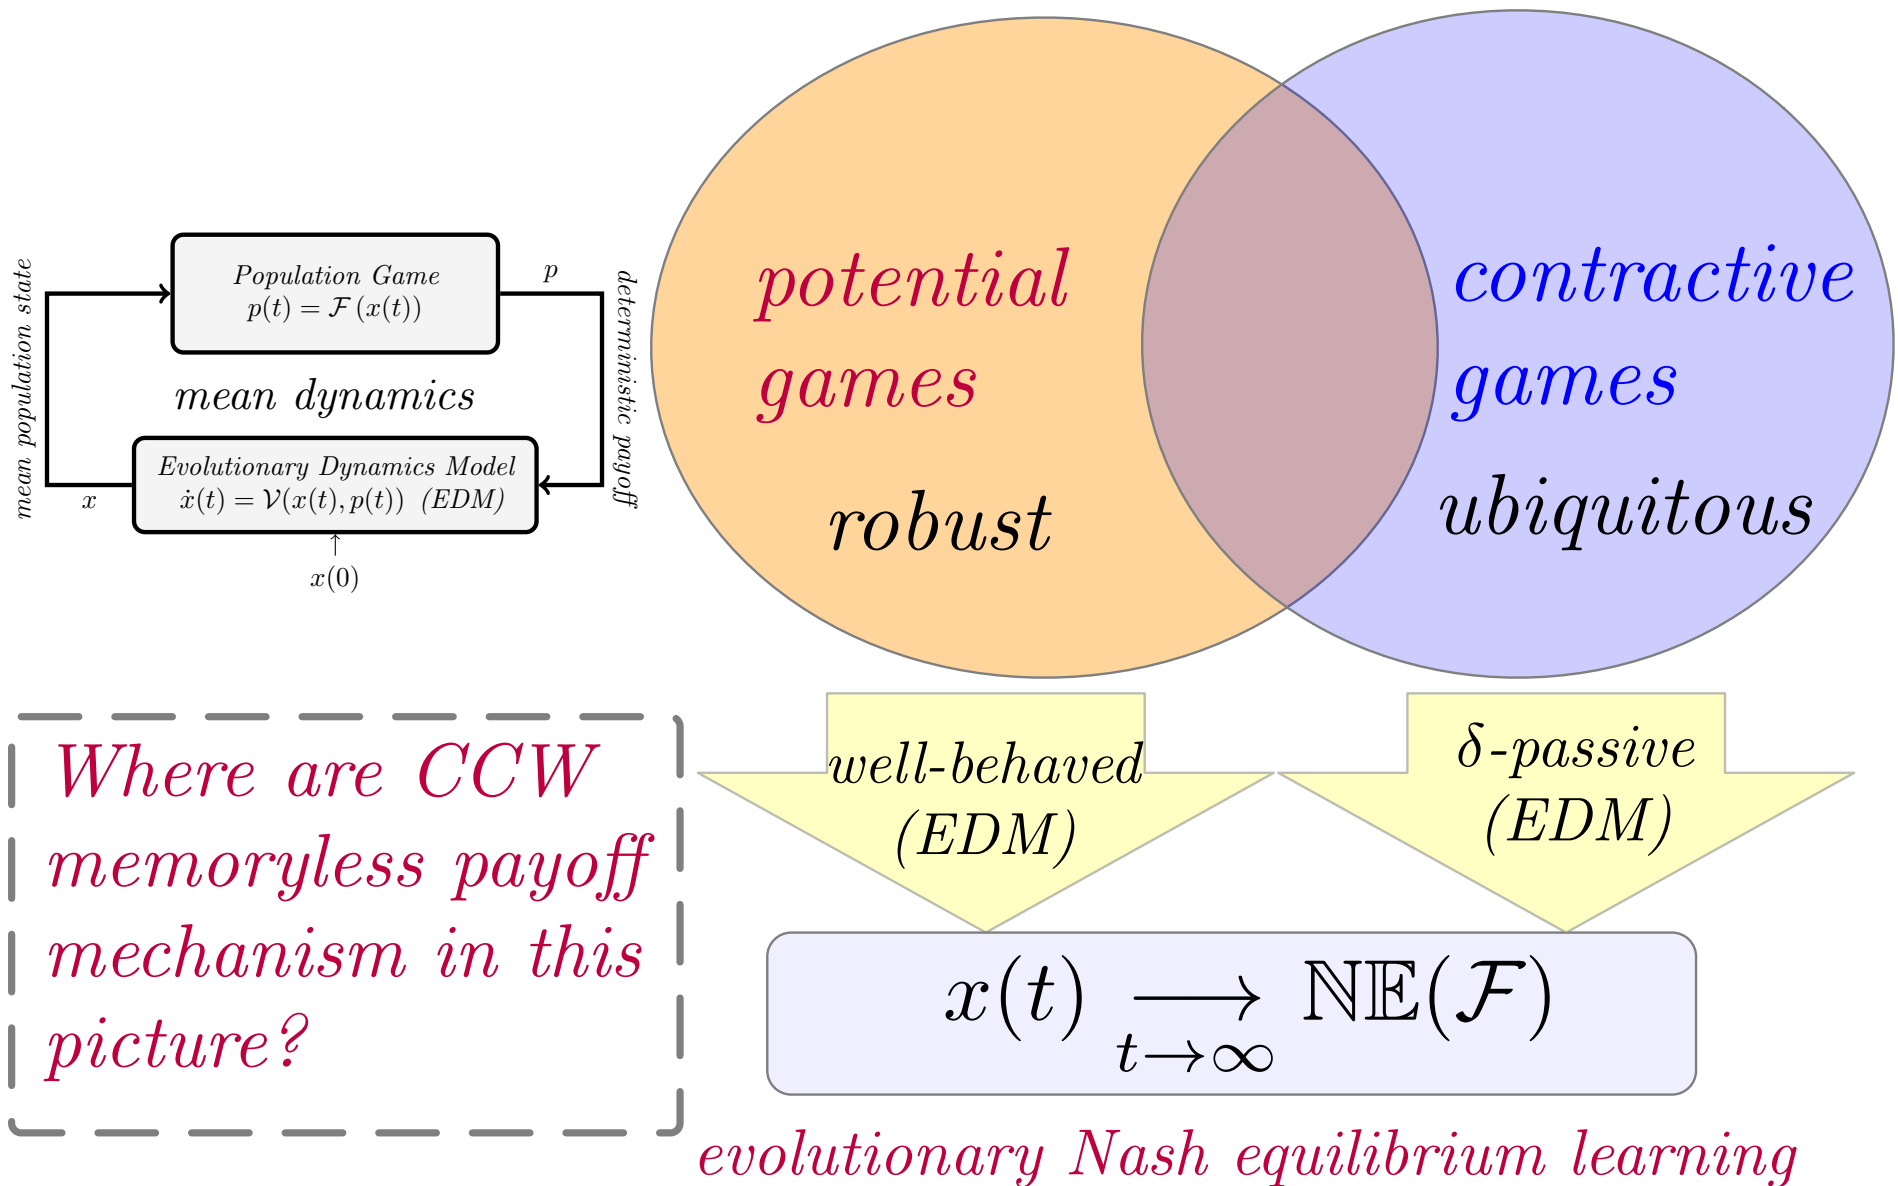 mean population state
Population Game
p(t) = 𝓕 (x(t))
p
deterministic payoff
mean dynamics
Evolutionary Dynamics Model
ẋ(t) = 𝒱(x(t), p(t)) (EDM)
x
↑
x(0)
potential
games
robust
contractive
games
ubiquitous
Where are CCW
memoryless payoff
mechanism in this
picture?
well-behaved
(EDM)
δ-passive
(EDM)
x(t) ⟶ ℕ𝔼(𝓕)
t→∞
evolutionary Nash equilibrium learning